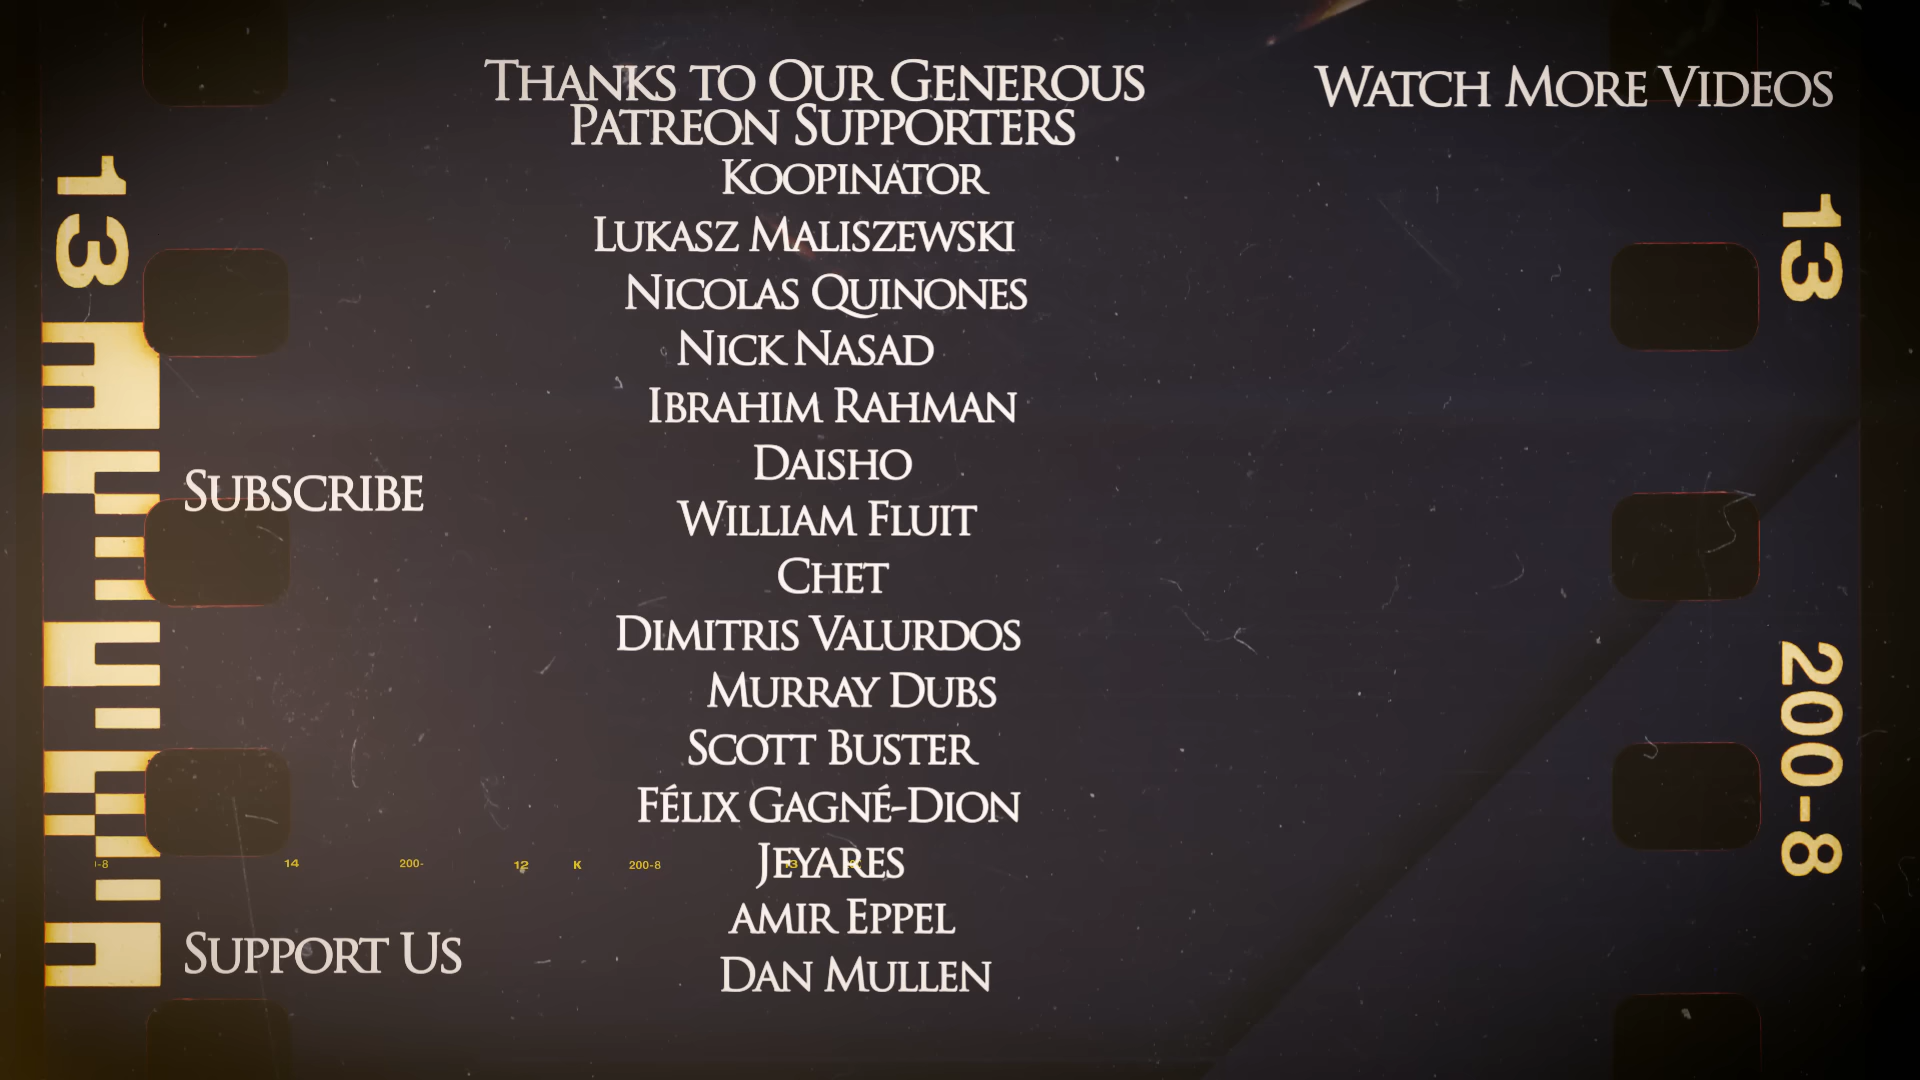 Thanks to Our Generous
Patreon Supporters
Koopinator
Lukasz Maliszewski
Nicolas Quinones
Nick Nasad
Ibrahim Rahman
Daisho
William Fluit
Chet
Dimitris Valurdos
Murray Dubs
Scott Buster
Félix Gagné-Dion
Jeyares
Amir Eppel
Dan Mullen
Watch More Videos
Subscribe
Support Us
13
13
200-8
14
200-
12
K
200-8
13